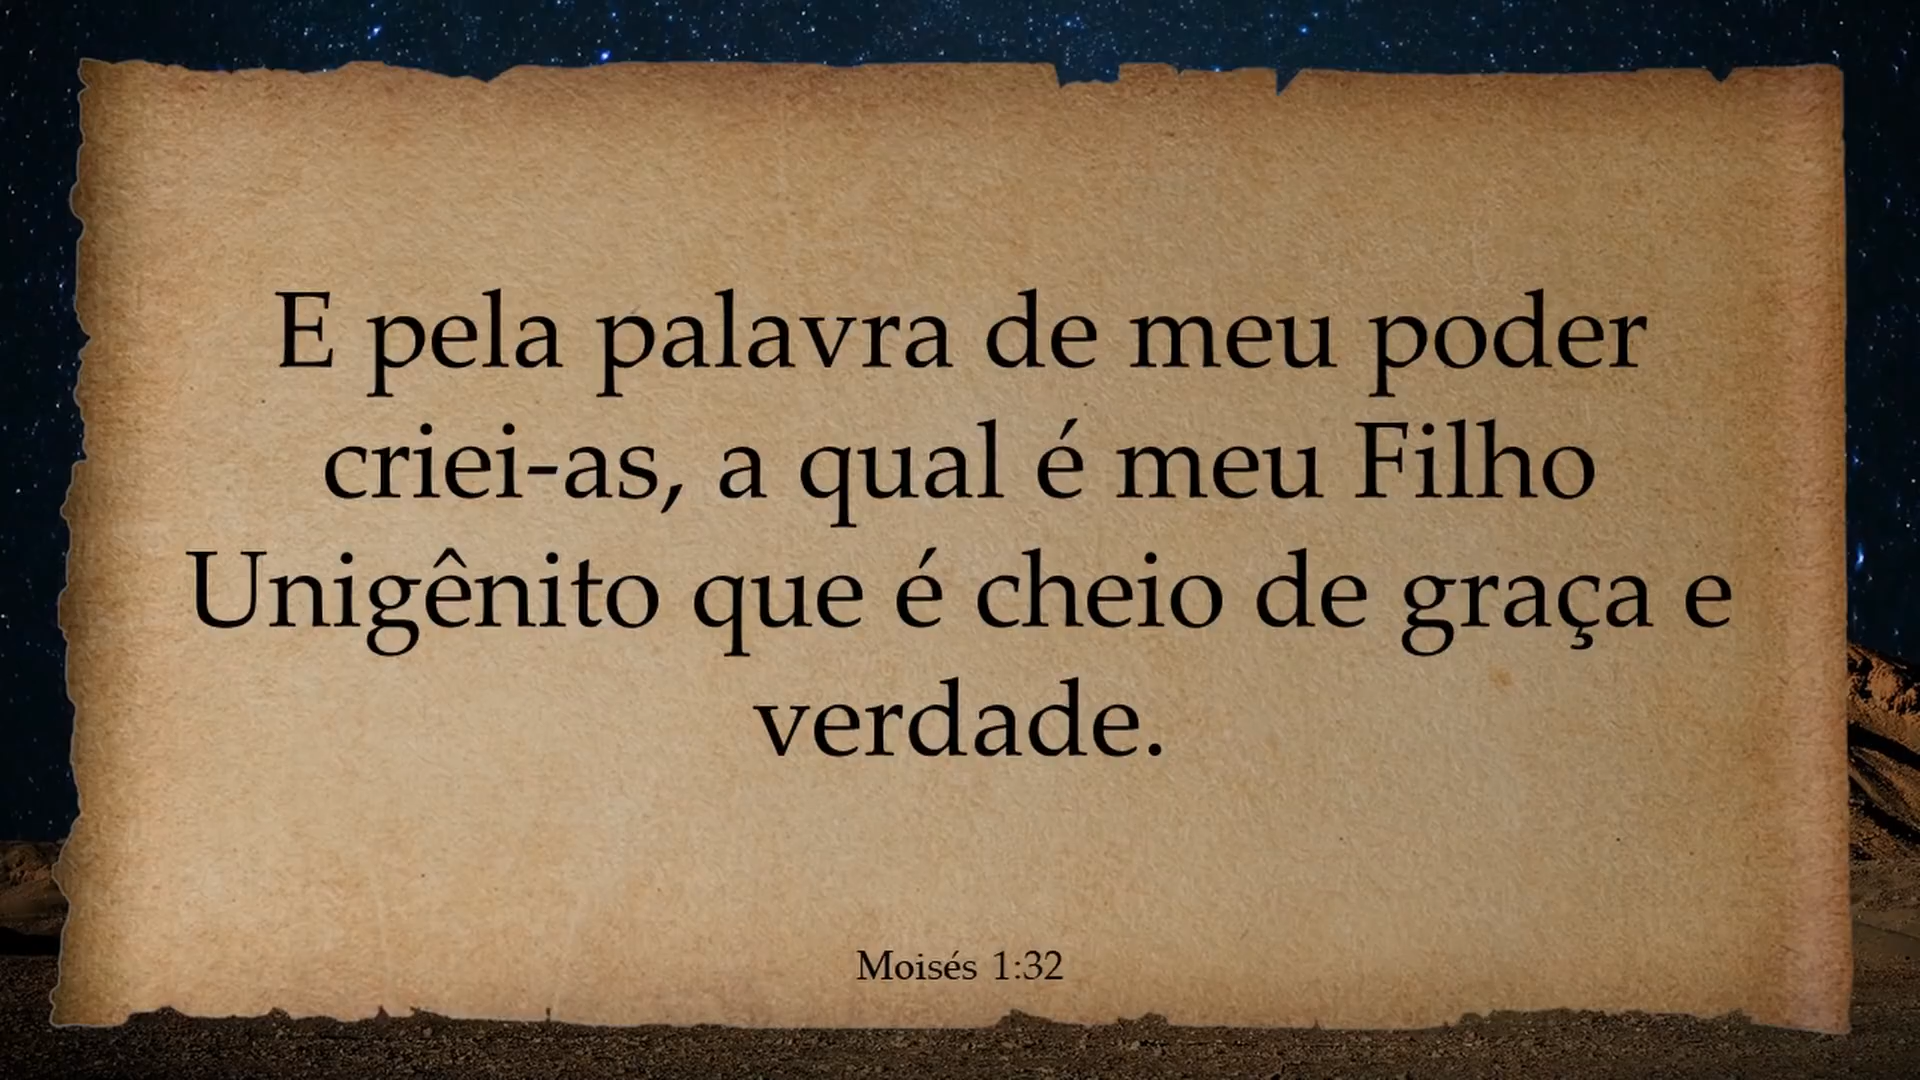 E pela palavra de meu poder
criei-as, a qual é meu Filho
Unigênito que é cheio de graça e
verdade.
Moisés 1:32